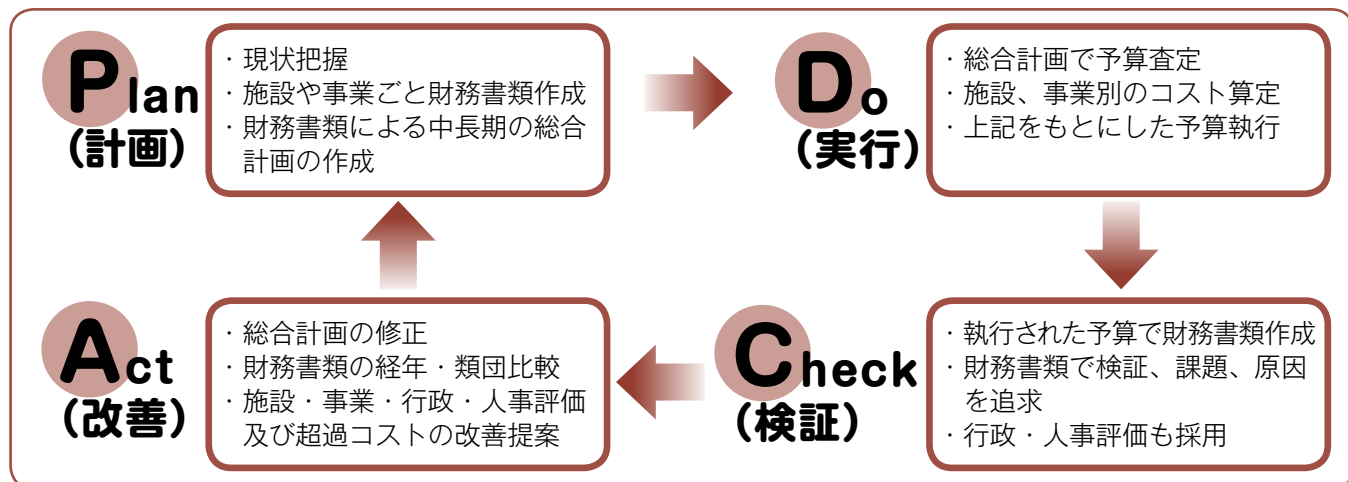 Plan
(計画)
・現状把握
・施設や事業ごと財務書類作成
・財務書類による中長期の総合
計画の作成
Do
(実行)
・総合計画で予算査定
・施設、事業別のコスト算定
・上記をもとにした予算執行
Act
(改善)
・総合計画の修正
・財務書類の経年・類団比較
・施設・事業・行政・人事評価
及び超過コストの改善提案
Check
(検証)
・執行された予算で財務書類作成
・財務書類で検証、課題、原因
を追求
・行政・人事評価も採用